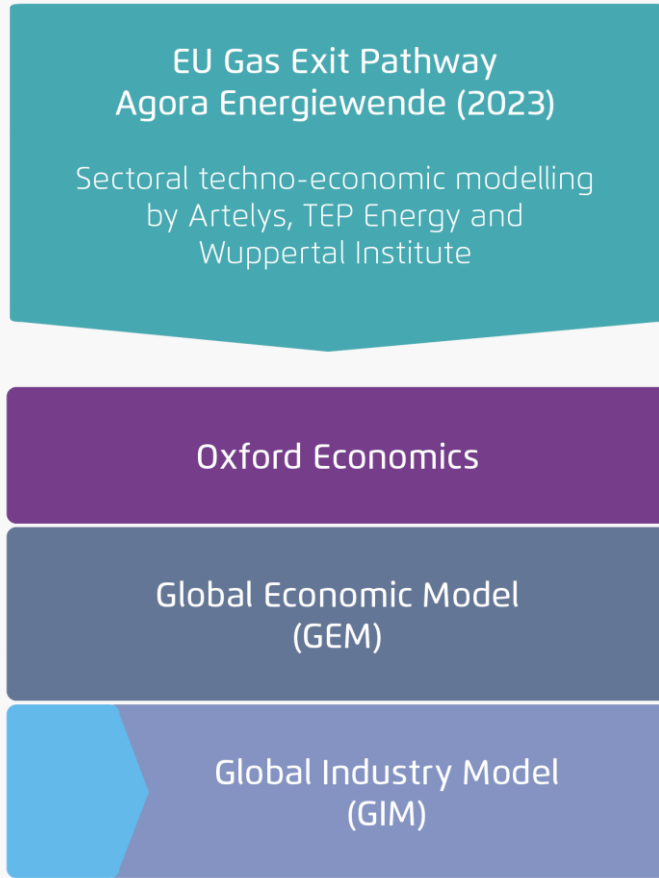 EU Gas Exit Pathway
Agora Energiewende (2023)
Sectoral techno-economic modelling
by Artelys, TEP Energy and
Wuppertal Institute
Oxford Economics
Global Economic Model
(GEM)
Global Industry Model
(GIM)